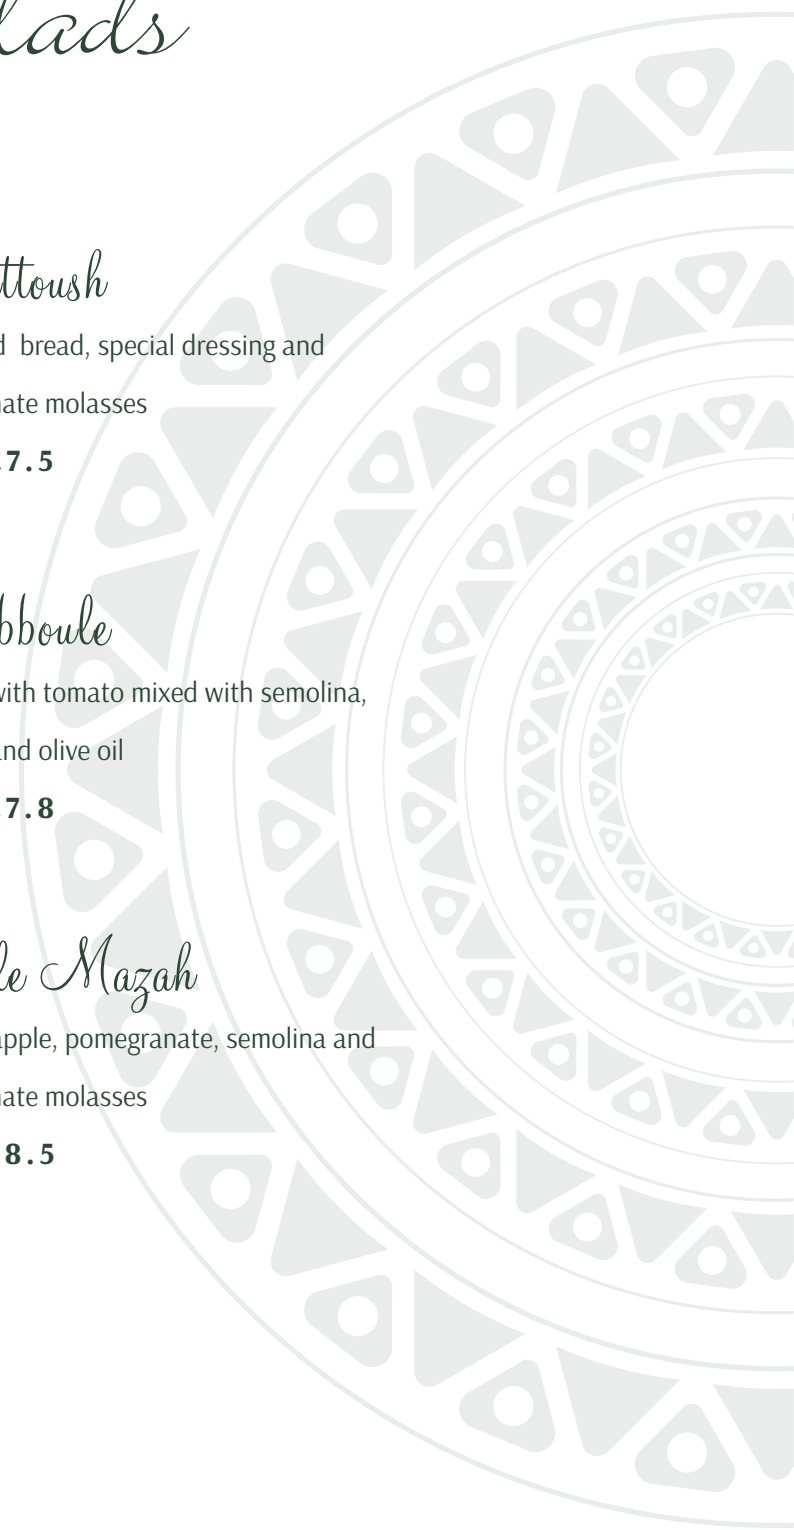 lads
ttoush
d bread, special dressing and
nate molasses
7.5
bboule
with tomato mixed with semolina,
and olive oil
7.8
le Mazah
apple, pomegranate, semolina and
nate molasses
8.5